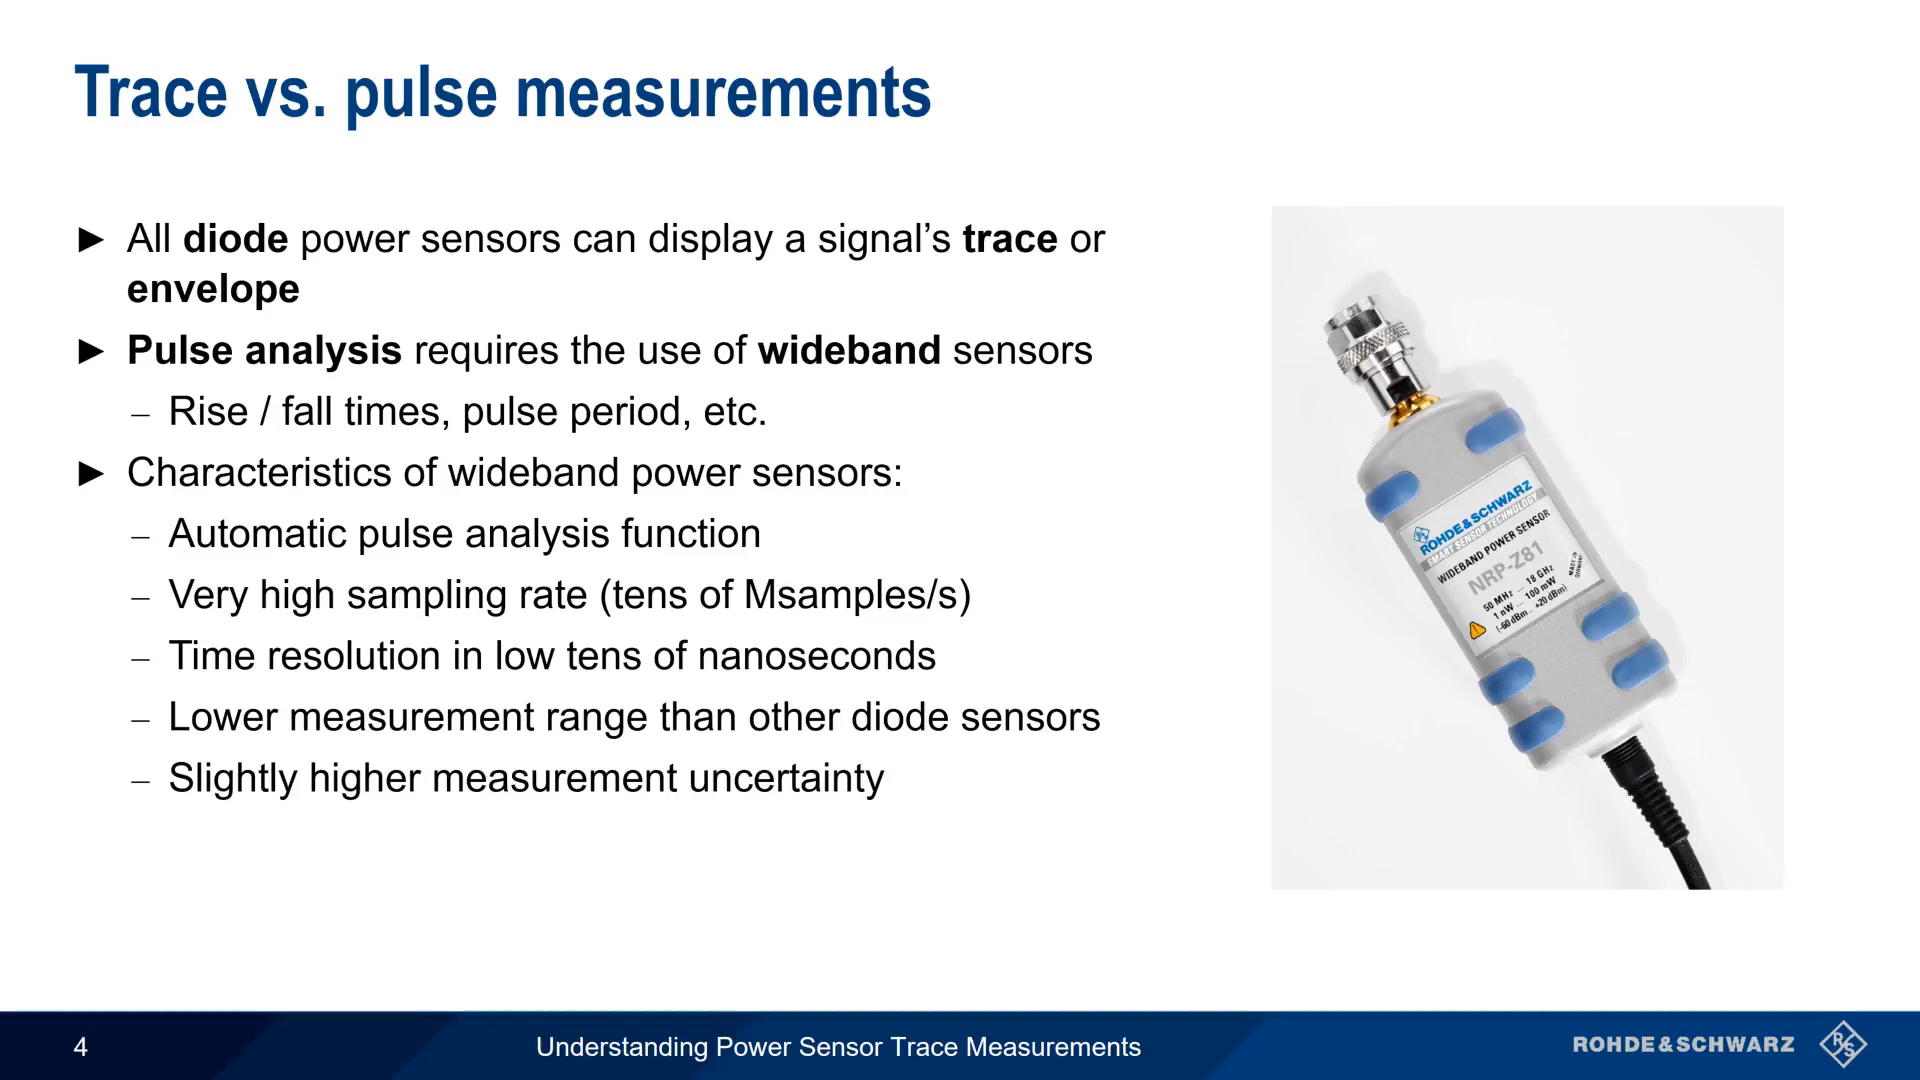 Trace vs. pulse measurements
► All diode power sensors can display a signal’s trace or
envelope
► Pulse analysis requires the use of wideband sensors
– Rise / fall times, pulse period, etc.
► Characteristics of wideband power sensors:
– Automatic pulse analysis function
– Very high sampling rate (tens of Msamples/s)
– Time resolution in low tens of nanoseconds
– Lower measurement range than other diode sensors
– Slightly higher measurement uncertainty
ROHDE&SCHWARZ
SMART SENSOR TECHNOLOGY
WIDEBAND POWER SENSOR
NRP-Z81
50 MHz ... 18 GHz
1 nW ... 100 mW
(-60 dBm ... +20 dBm)
MADE IN
GERMANY
4
Understanding Power Sensor Trace Measurements
ROHDE&SCHWARZ
R S